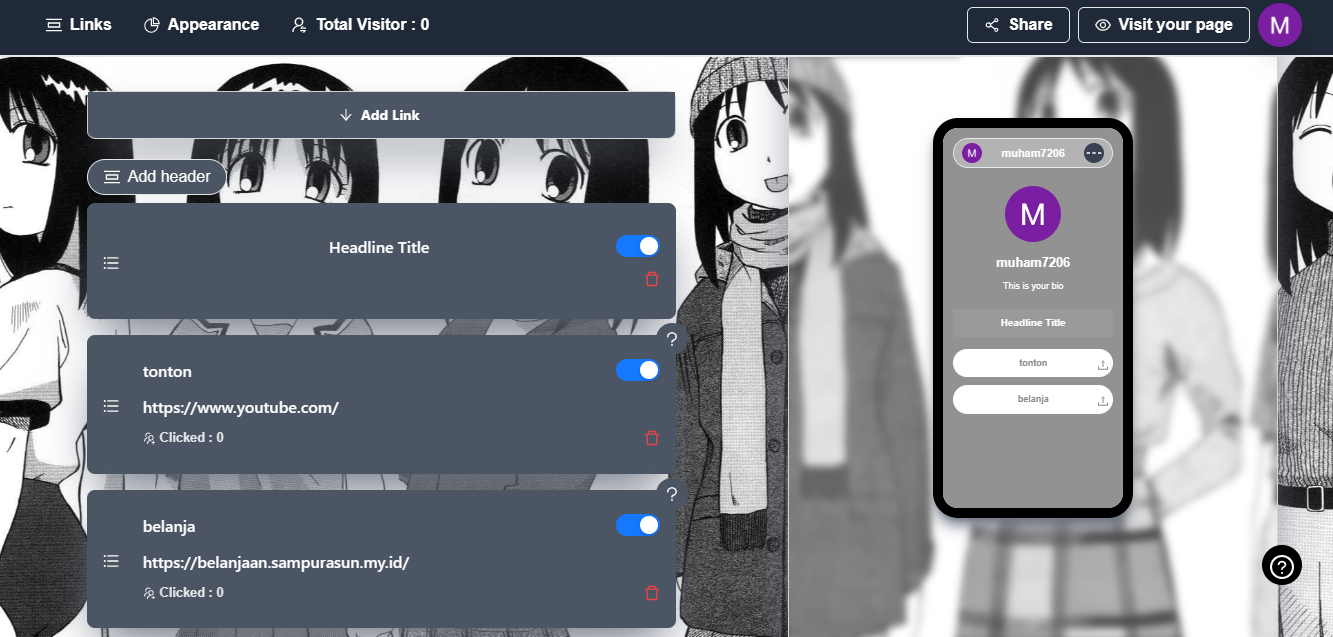 Links Appearance Total Visitor : 0 Share Visit your page M
Add Link
Add header
Headline Title
?
tonton
https://www.youtube.com/
Clicked : 0
?
belanja
https://belanjaan.sampurasun.my.id/
Clicked : 0
M muham7206
M
muham7206
This is your bio
Headline Title
tonton
belanja
?